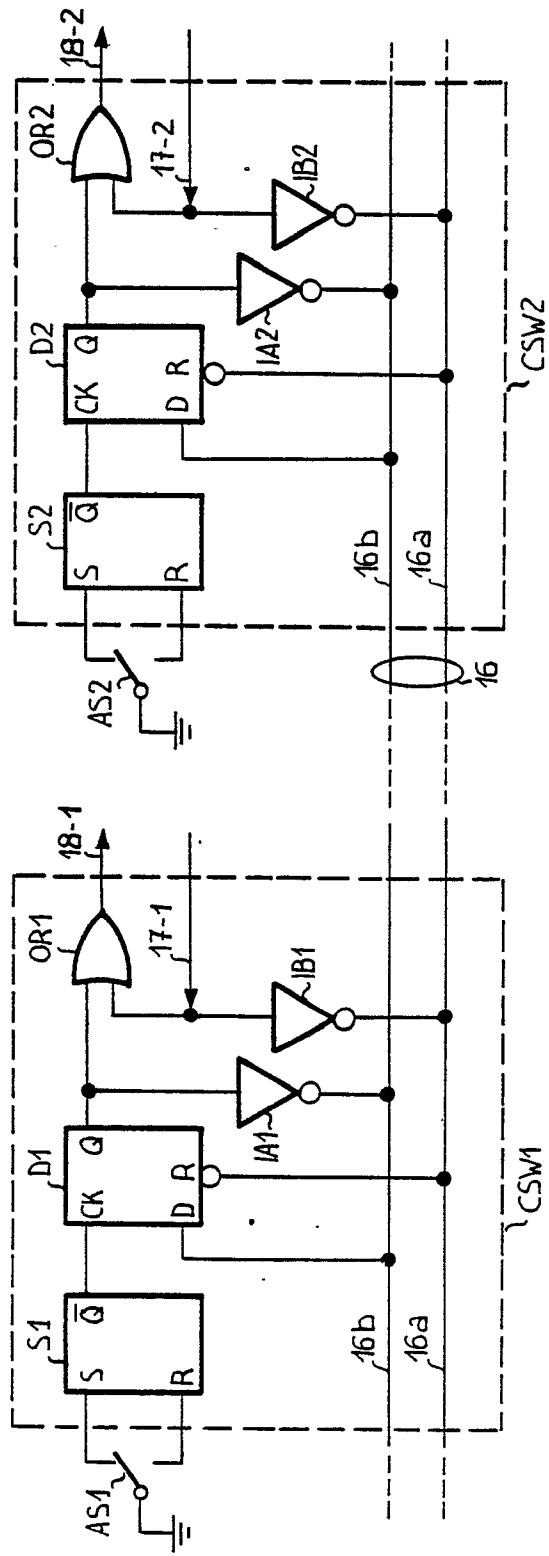 AS1
S1
S
R
Q̅
D1
CK
Q
D
R
OR1
18-1
17-1
IA1
IB1
16b
16a
CSW1
AS2
S2
S
R
Q̅
D2
CK
Q
D
R
OR2
18-2
17-2
IA2
IB2
16b
16a
16
CSW2